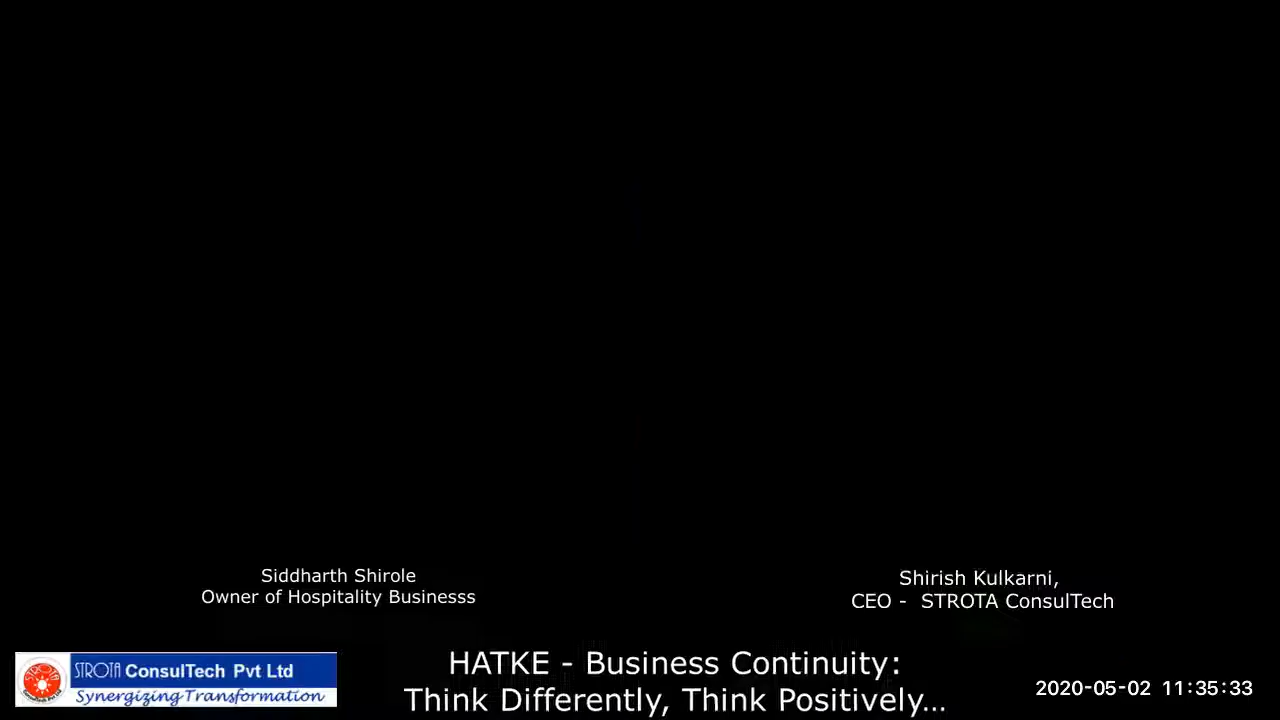 Siddharth Shirole
Owner of Hospitality Businesss
Shirish Kulkarni,
CEO - STROTA ConsulTech
STROTA ConsulTech Pvt Ltd
Synergizing Transformation
HATKE - Business Continuity:
Think Differently, Think Positively...
2020-05-02 11:35:33